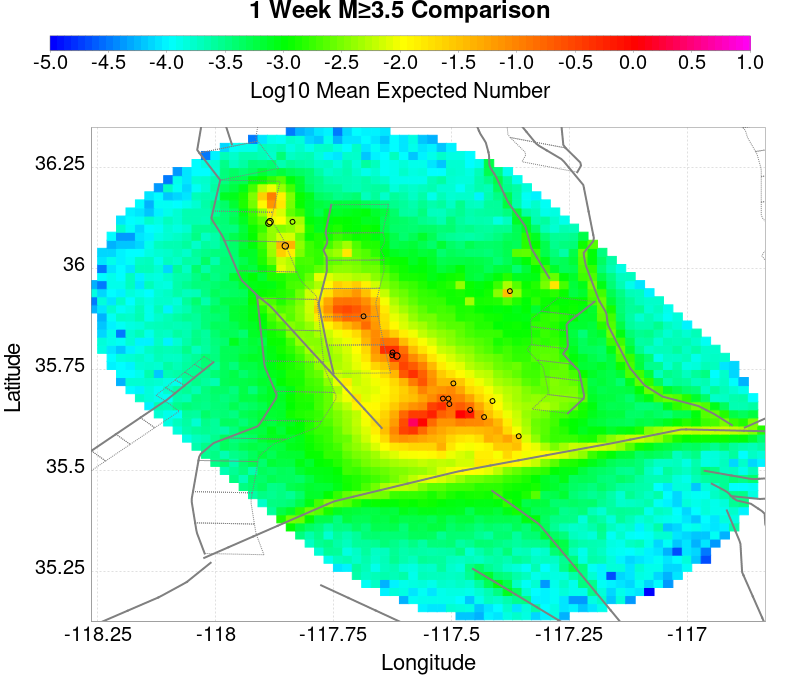 1 Week M≥3.5 Comparison
-5.0 -4.5 -4.0 -3.5 -3.0 -2.5 -2.0 -1.5 -1.0 -0.5 0.0 0.5 1.0
Log10 Mean Expected Number
36.25
36
35.75
35.5
35.25
Latitude
-118.25 -118 -117.75 -117.5 -117.25 -117
Longitude